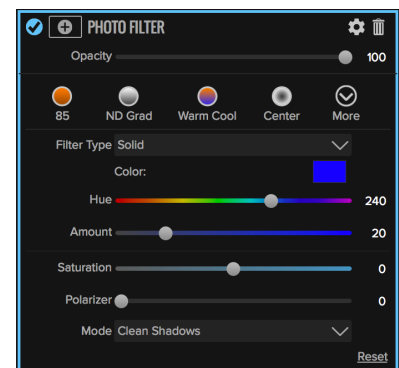 PHOTO FILTER
Opacity 100
85 ND Grad Warm Cool Center More
Filter Type Solid
Color:
Hue 240
Amount 20
Saturation 0
Polarizer 0
Mode Clean Shadows
Reset